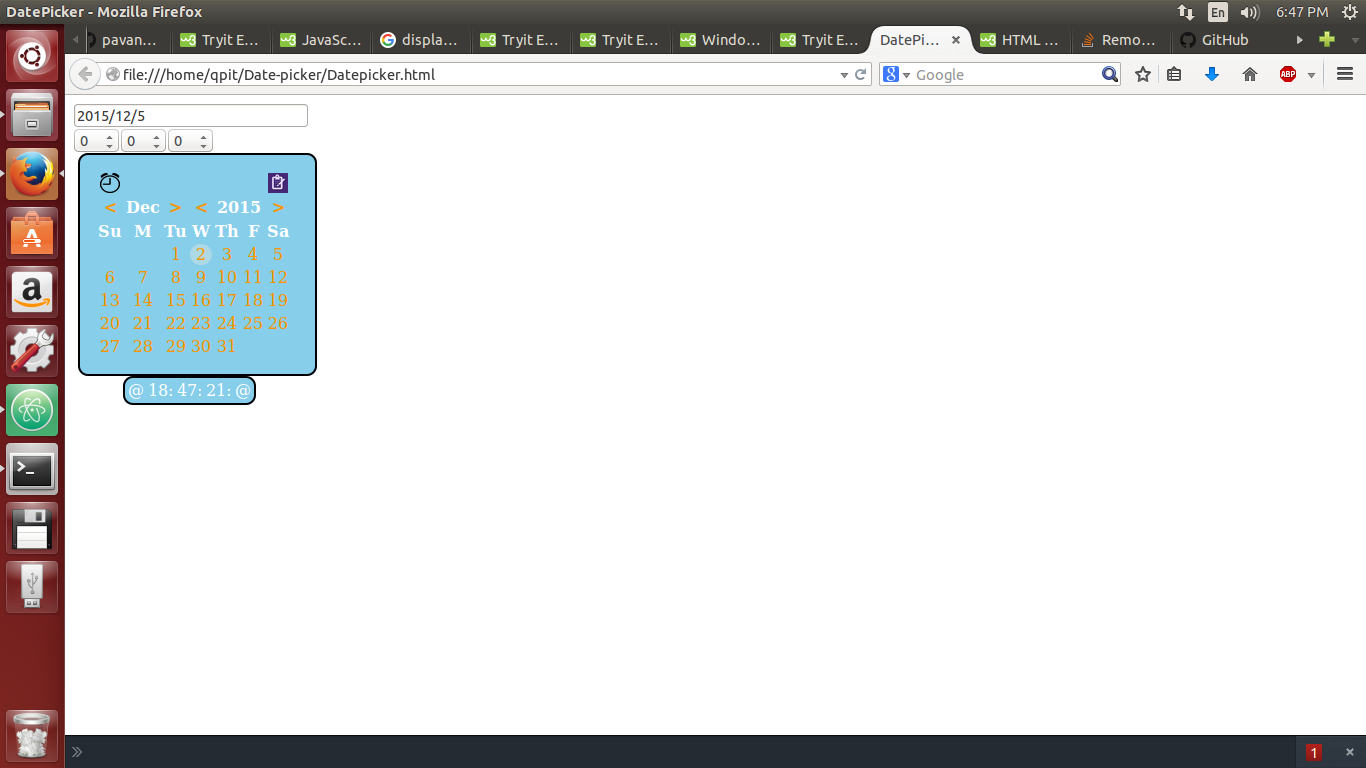 DatePicker - Mozilla Firefox
En
6:47 PM
pavan...
Tryit E...
JavaSc...
displa...
Tryit E...
Tryit E...
Windo...
Tryit E...
DatePi...
HTML ...
Remo...
GitHub
file:///home/qpit/Date-picker/Datepicker.html
Google
ABP
2015/12/5
0 0 0
< Dec > < 2015 >
Su M Tu W Th F Sa
1 2 3 4 5
6 7 8 9 10 11 12
13 14 15 16 17 18 19
20 21 22 23 24 25 26
27 28 29 30 31
@ 18: 47: 21: @
1